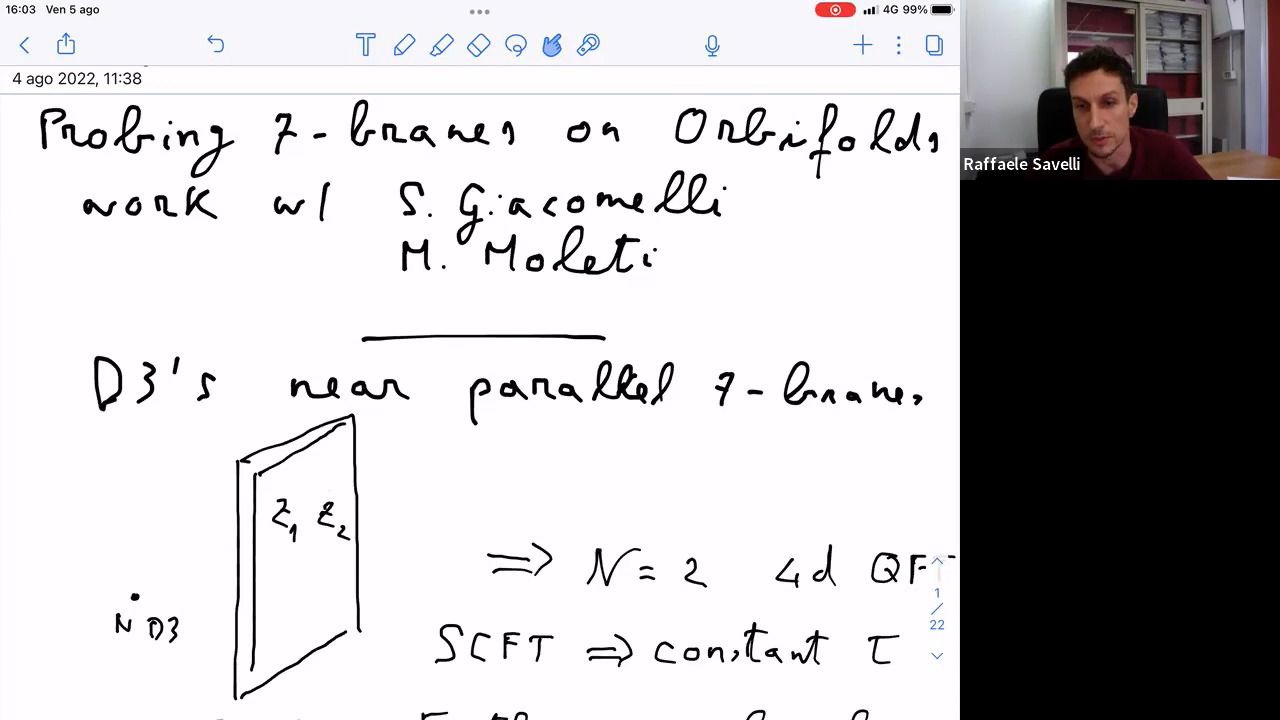 16:03 Ven 5 ago
4G 99%
4 ago 2022, 11:38
Probing 7-branes on Orbifolds
work w/ S. Giacomelli
M. Moleti
D3's near parallel 7-branes
Z1 Z2
N D3
⇒ N=2 4d QFT
SCFT ⇒ constant τ
1
/
22
Raffaele Savelli